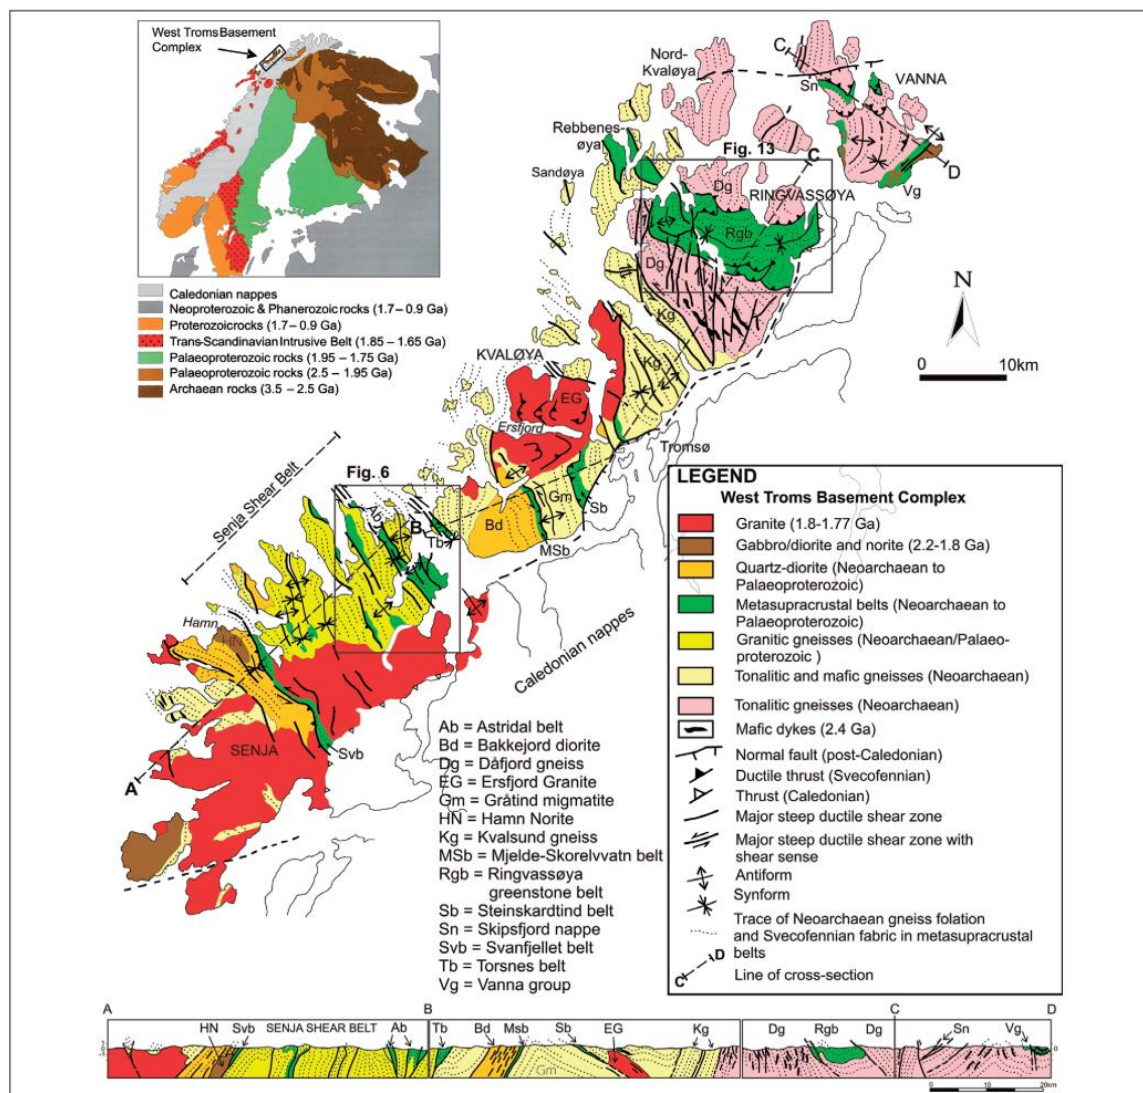 West Troms Basement
Complex
Caledonian nappes
Neoproterozoic & Phanerozoic rocks (1.7 – 0.9 Ga)
Proterozoic rocks (1.7 – 0.9 Ga)
Trans-Scandinavian Intrusive Belt (1.85 – 1.65 Ga)
Palaeoproterozoic rocks (1.95 – 1.75 Ga)
Palaeoproterozoic rocks (2.5 – 1.95 Ga)
Archaean rocks (3.5 – 2.5 Ga)
Nord-
Kvaløya
C
Sn
VANNA
D
Vg
Rebbenes-
øya
Sandøya
Fig. 13
C
Dg
RINGVASSØYA
Rgb
Dg
Kg
Kg
N
0 10km
KVALØYA
EG
Ersfjord
Tromsø
Gm
Sb
Bd
MSb
Senja Shear Belt
Fig. 6
Ab
B
Tb
Hamn
HN
SENJA
Svb
A
Caledonian nappes
Ab = Astridal belt
Bd = Bakkejord diorite
Dg = Dåfjord gneiss
EG = Ersfjord Granite
Gm = Gråtind migmatite
HN = Hamn Norite
Kg = Kvalsund gneiss
MSb = Mjelde-Skorelvvatn belt
Rgb = Ringvassøya
greenstone belt
Sb = Steinskardtind belt
Sn = Skipsfjord nappe
Svb = Svanfjellet belt
Tb = Torsnes belt
Vg = Vanna group
LEGEND
West Troms Basement Complex
Granite (1.8-1.77 Ga)
Gabbro/diorite and norite (2.2-1.8 Ga)
Quartz-diorite (Neoarchaean to
Palaeoproterozoic)
Metasupracrustal belts (Neoarchaean to
Palaeoproterozoic)
Granitic gneisses (Neoarchaean/Palaeo-
proterozoic )
Tonalitic and mafic gneisses (Neoarchaean)
Tonalitic gneisses (Neoarchaean)
Mafic dykes (2.4 Ga)
Normal fault (post-Caledonian)
Ductile thrust (Svecofennian)
Thrust (Caledonian)
Major steep ductile shear zone
Major steep ductile shear zone with
shear sense
Antiform
Synform
Trace of Neoarchaean gneiss folation
and Svecofennian fabric in metasupracrustal
belts
C D Line of cross-section
A B C D
HN Svb SENJA SHEAR BELT Ab Tb Bd Msb Sb EG Kg Dg Rgb Dg Sn Vg
Gm
0
0 10 20km